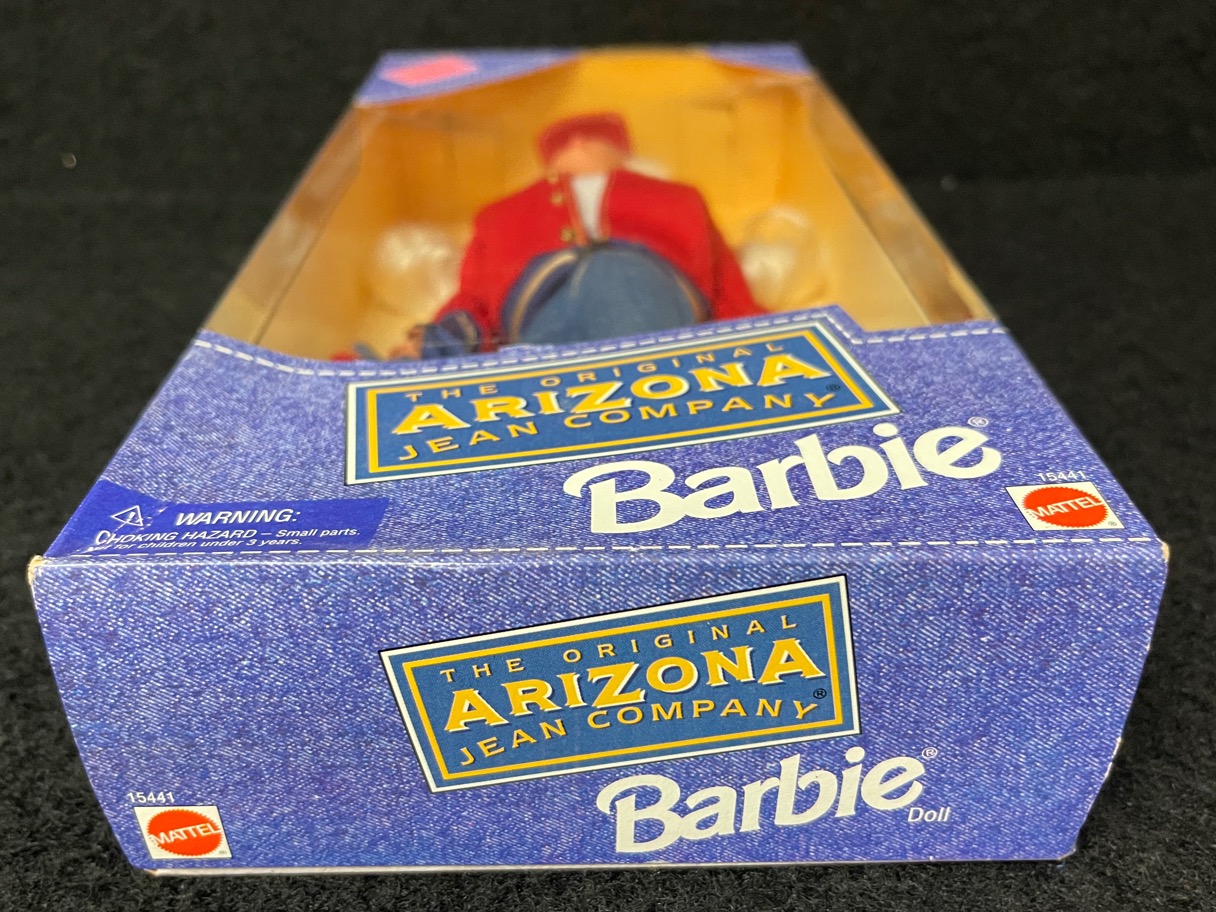 THE ORIGINAL
ARIZONA®
JEAN COMPANY
Barbie®
15441
MATTEL®
WARNING:
CHOKING HAZARD – Small parts.
Not for children under 3 years.
THE ORIGINAL
ARIZONA
JEAN COMPANY®
Barbie®
Doll
15441
MATTEL®